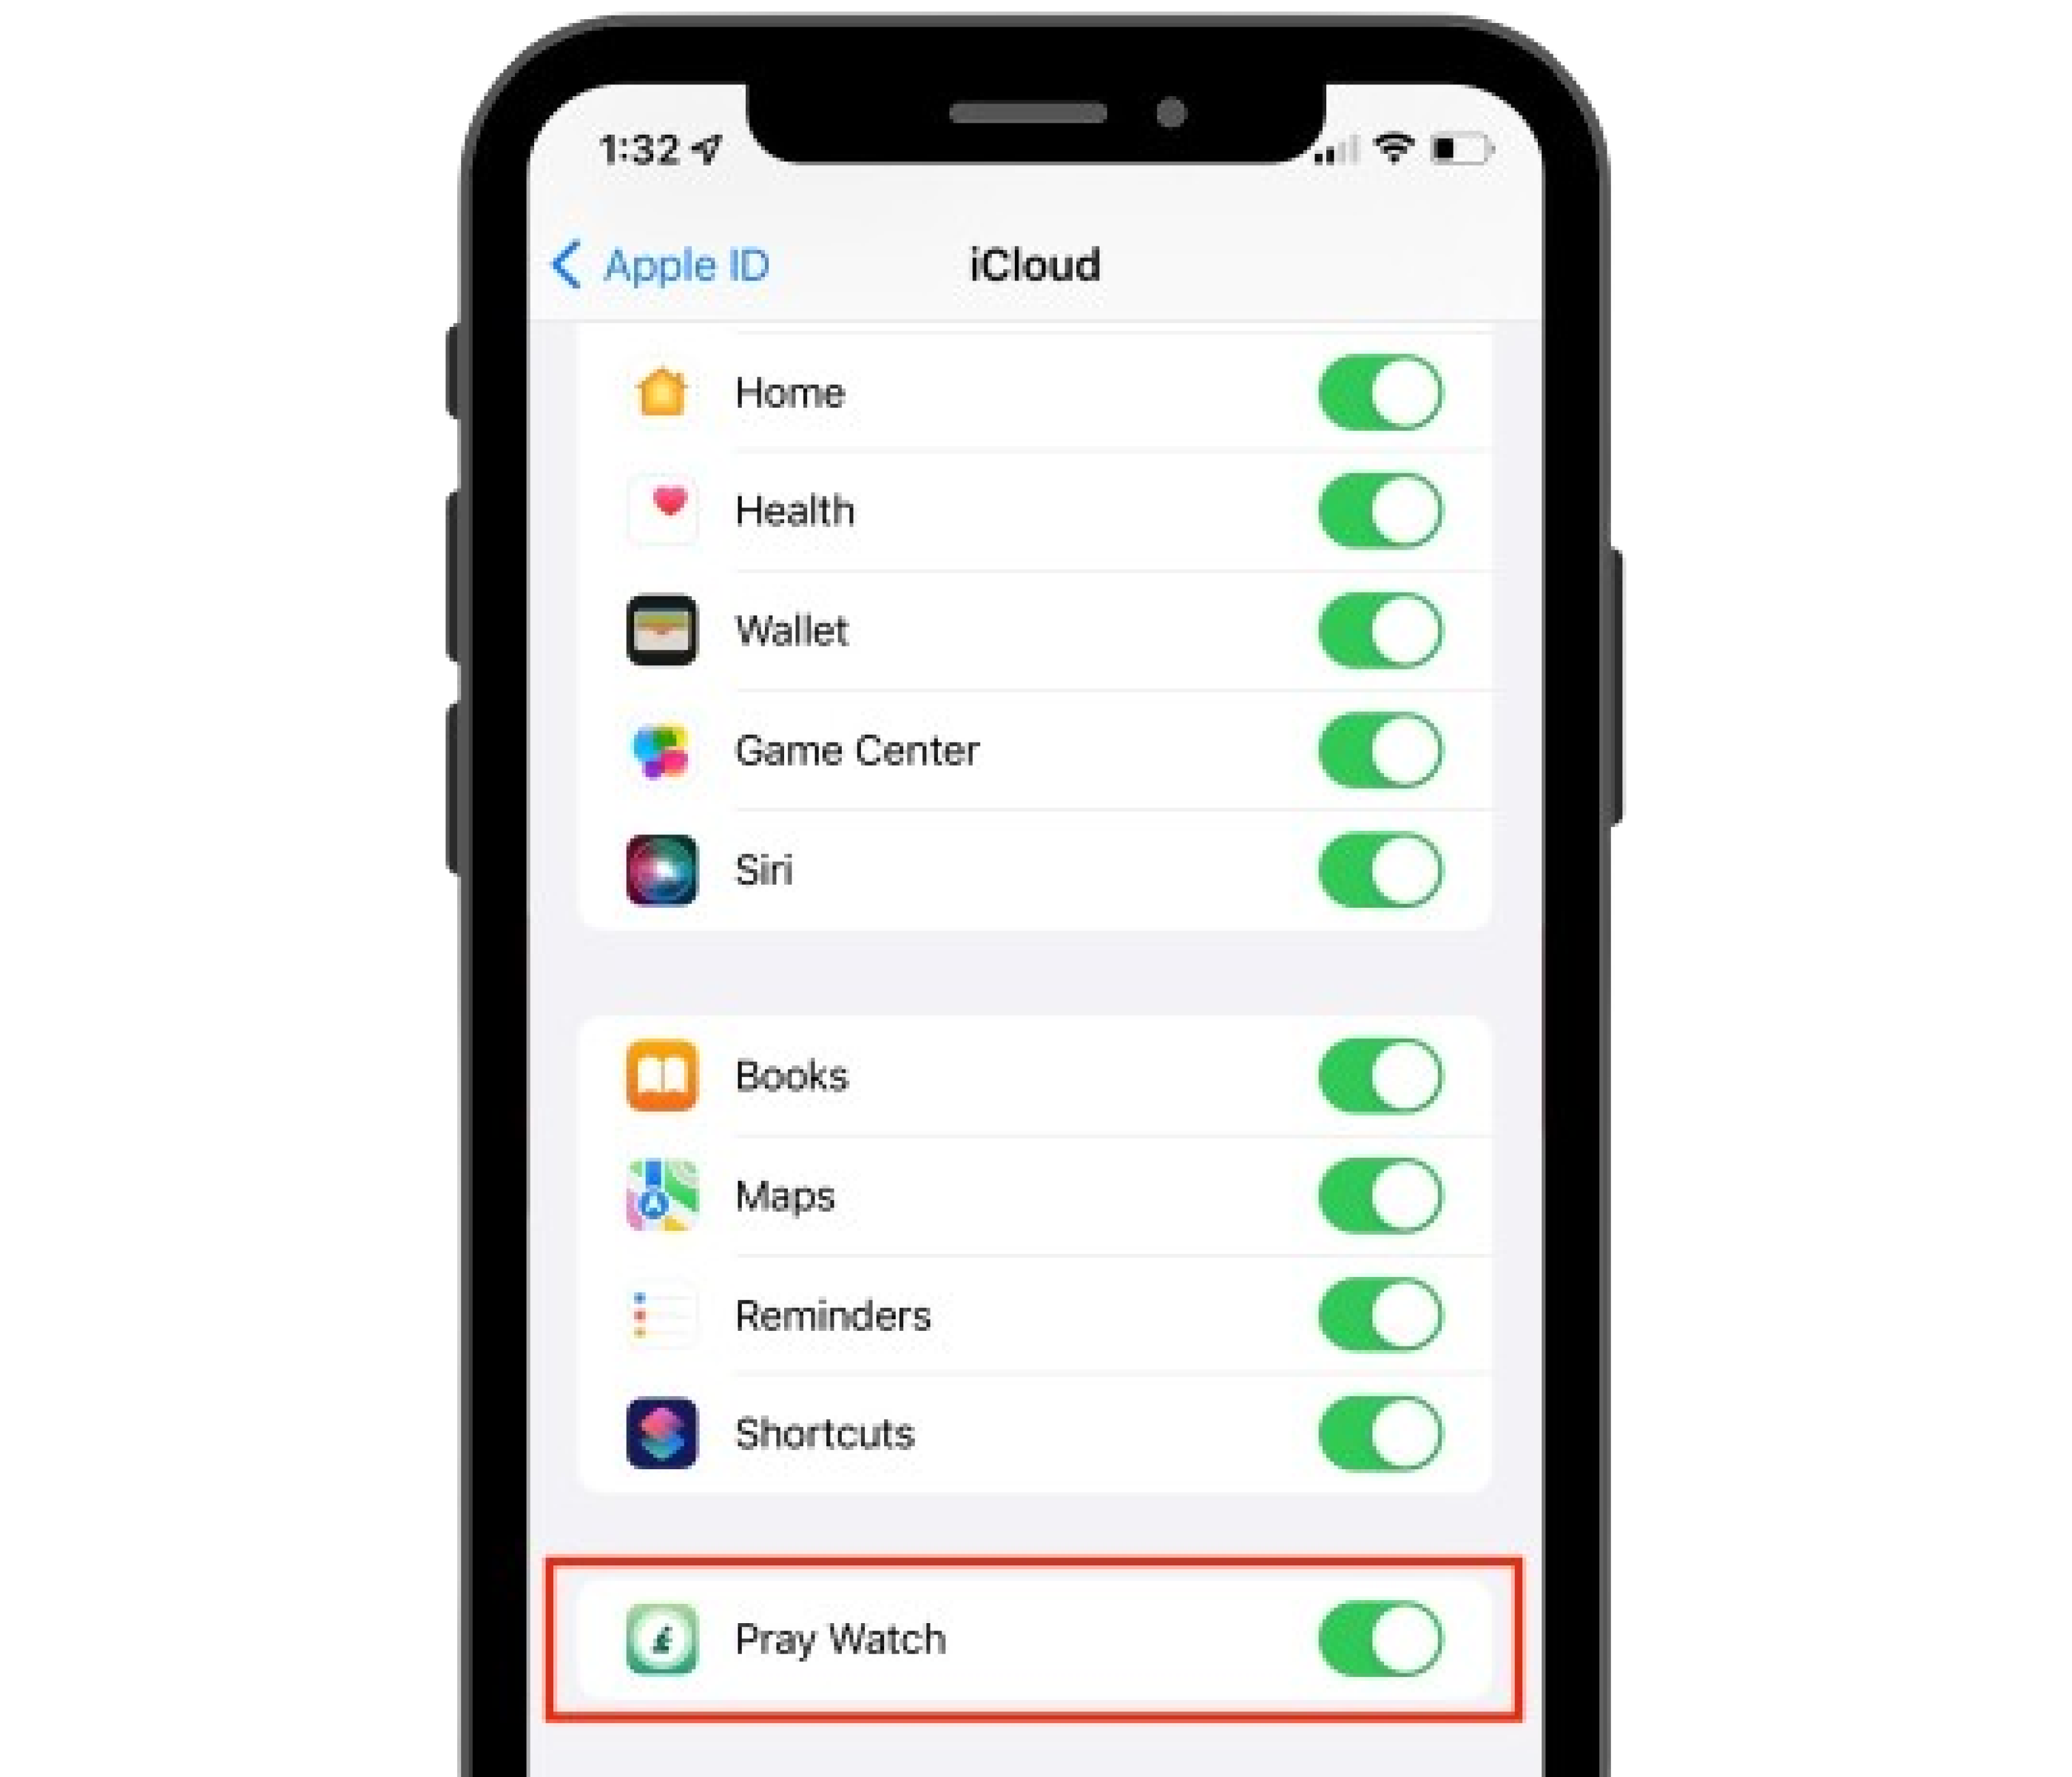 1:32
Apple ID
iCloud
Home
Health
Wallet
Game Center
Siri
Books
Maps
Reminders
Shortcuts
Pray Watch